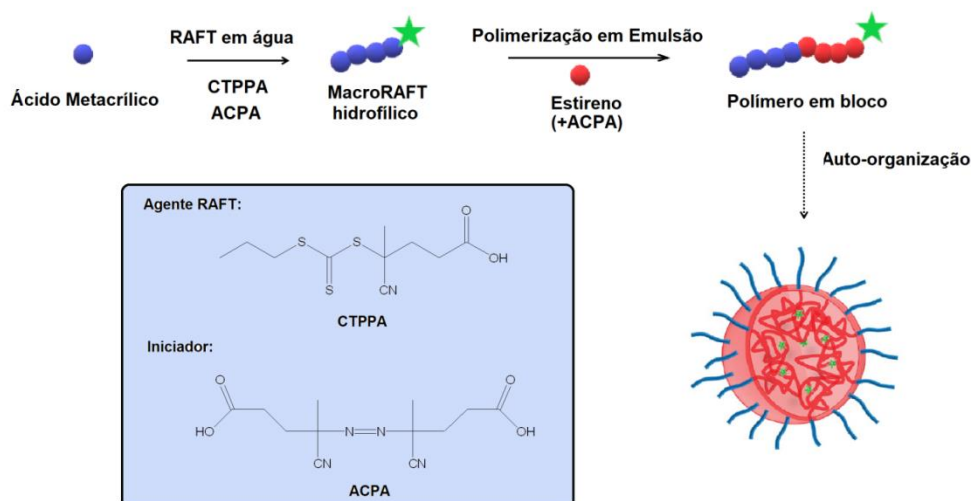 RAFT em água
CTPPA
ACPA
Ácido Metacrílico
MacroRAFT
hidrofílico
Polimerização em Emulsão
Estireno
(+ACPA)
Polímero em bloco
Auto-organização
Agente RAFT:
O
S
S
OH
S
CN
CTPPA
Iniciador:
O
O
HO
N
N
OH
CN
CN
ACPA